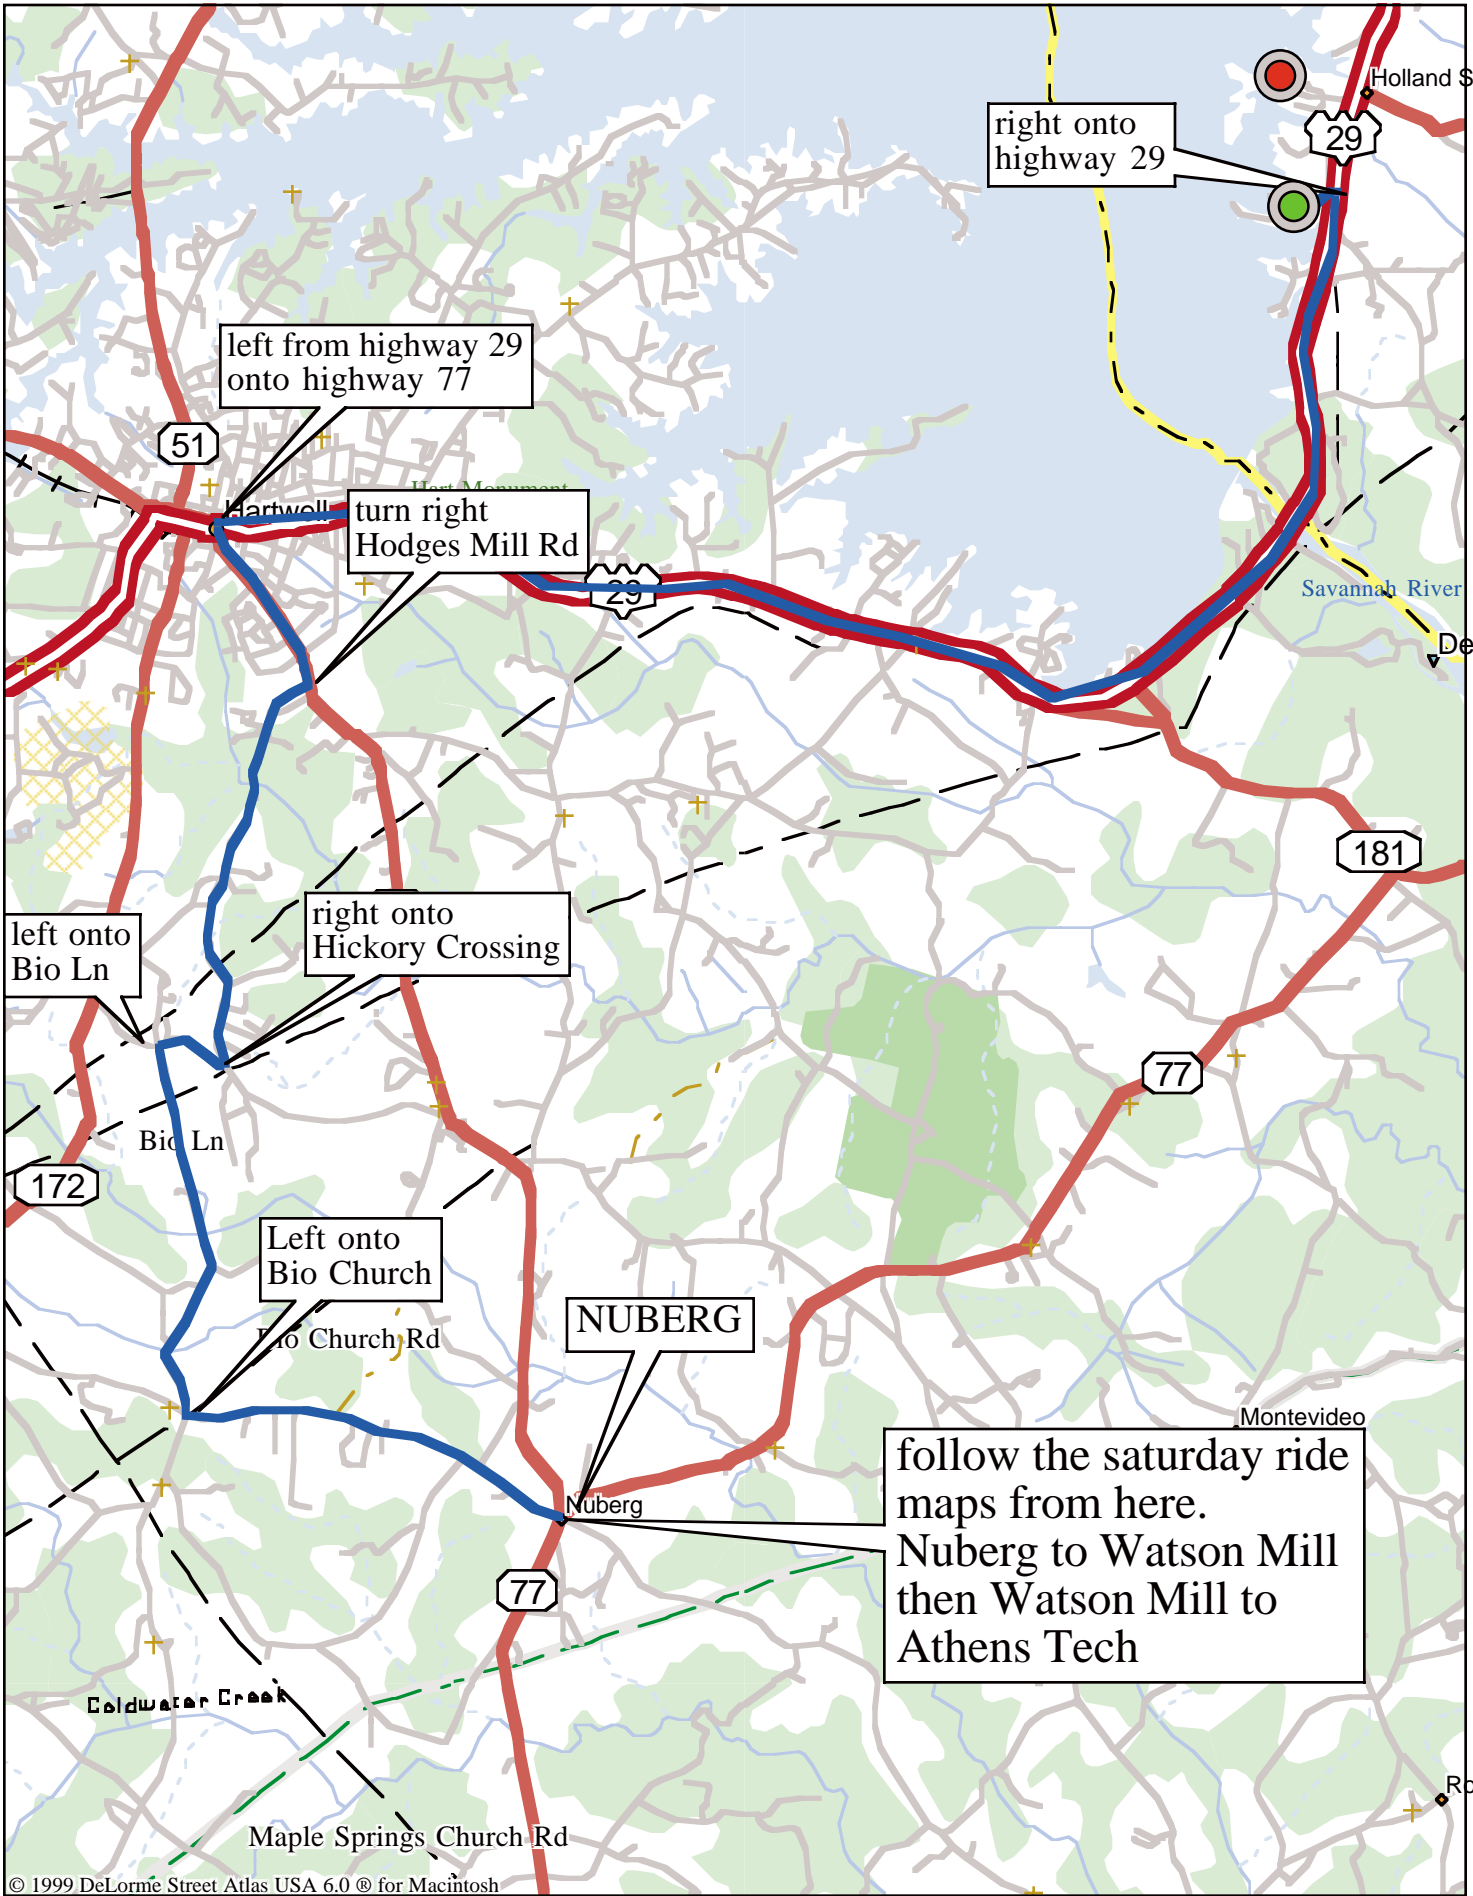 Holland S
29
right onto
highway 29
left from highway 29
onto highway 77
51
Hartwell
Hart Monument
turn right
Hodges Mill Rd
29
Savannah River
De
181
right onto
Hickory Crossing
left onto
Bio Ln
77
Bio Ln
172
Left onto
Bio Church
Bio Church Rd
NUBERG
Montevideo
follow the saturday ride
maps from here.
Nuberg to Watson Mill
then Watson Mill to
Athens Tech
Nuberg
77
Coldwater Creek
Ro
Maple Springs Church Rd
© 1999 DeLorme Street Atlas USA 6.0 ® for Macintosh